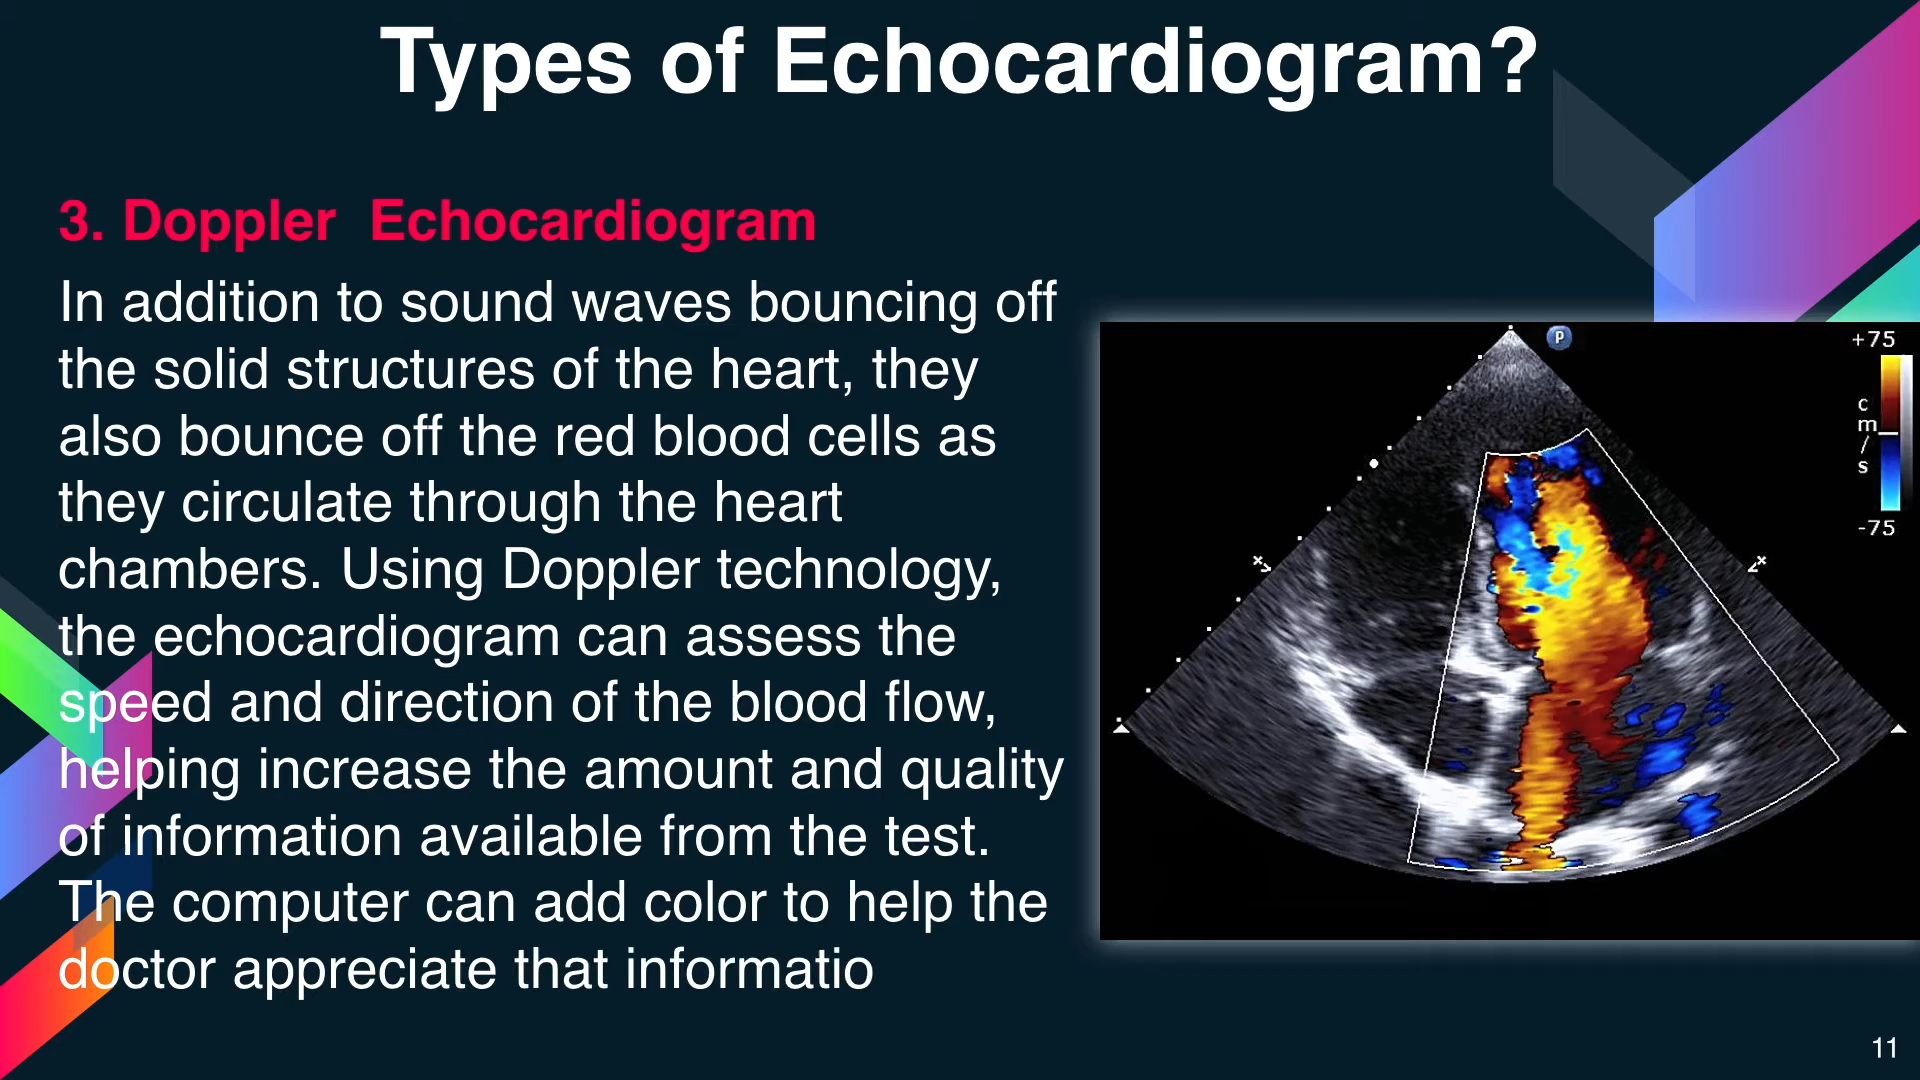 Types of Echocardiogram?
3. Doppler  Echocardiogram
In addition to sound waves bouncing off
the solid structures of the heart, they
also bounce off the red blood cells as
they circulate through the heart
chambers. Using Doppler technology,
the echocardiogram can assess the
speed and direction of the blood flow,
helping increase the amount and quality
of information available from the test.
The computer can add color to help the
doctor appreciate that informatio
P
+75
c
m
/
s
-75
11